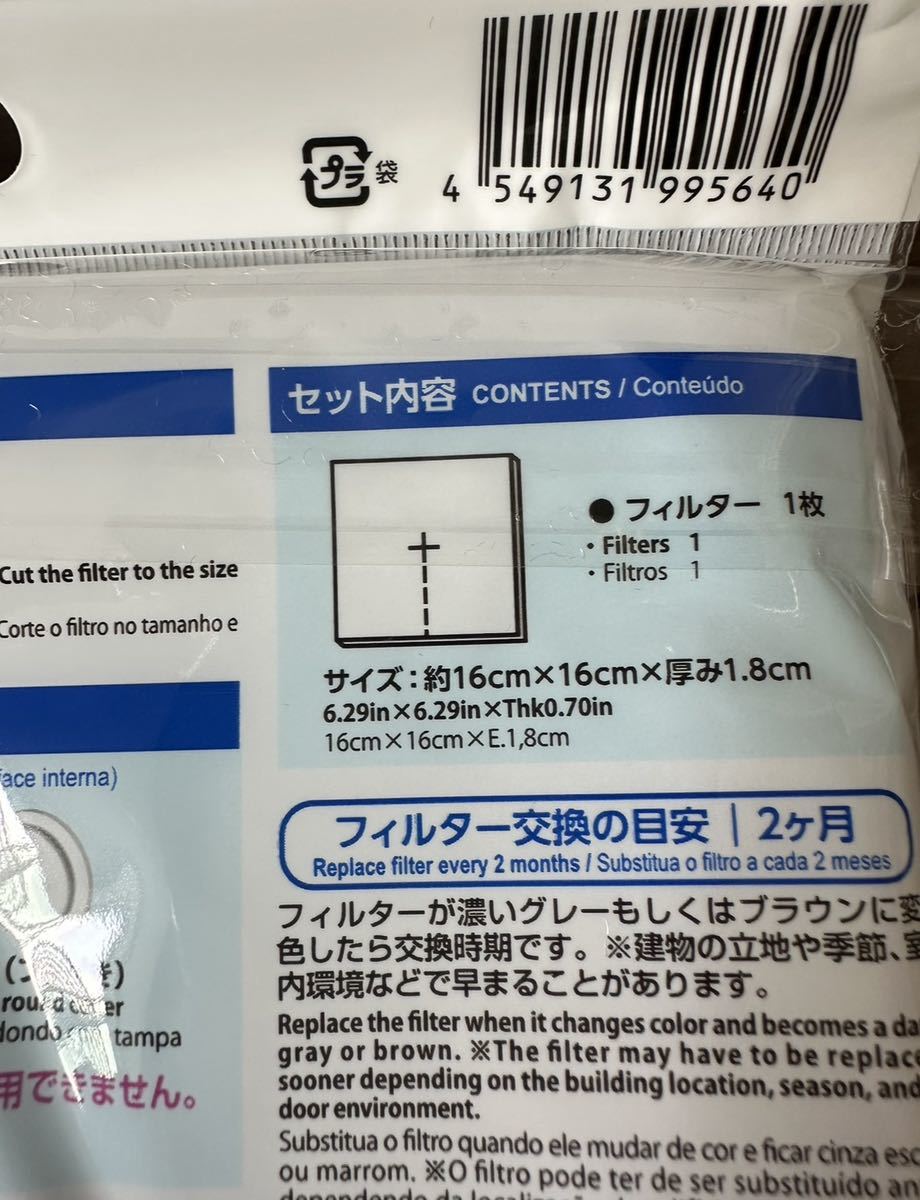 プラ 袋
4 549131 995640
セット内容 CONTENTS / Conteúdo
● フィルター 1枚
・Filters 1
・Filtros 1
Cut the filter to the size
Corte o filtro no tamanho e
サイズ：約16cm×16cm×厚み1.8cm
6.29in×6.29in×Thk0.70in
16cm×16cm×E.1,8cm
face interna)
フィルター交換の目安 | 2ヶ月
Replace filter every 2 months / Substitua o filtro a cada 2 meses
フィルターが濃いグレーもしくはブラウンに変
色したら交換時期です。※建物の立地や季節、室
内環境などで早まることがあります。
tampa
用できません。
Replace the filter when it changes color and becomes a da
gray or brown. ※The filter may have to be replace
sooner depending on the building location, season, and
door environment.
Substitua o filtro quando ele mudar de cor e ficar cinza esc
ou marrom. ※O filtro pode ter de ser substituído an